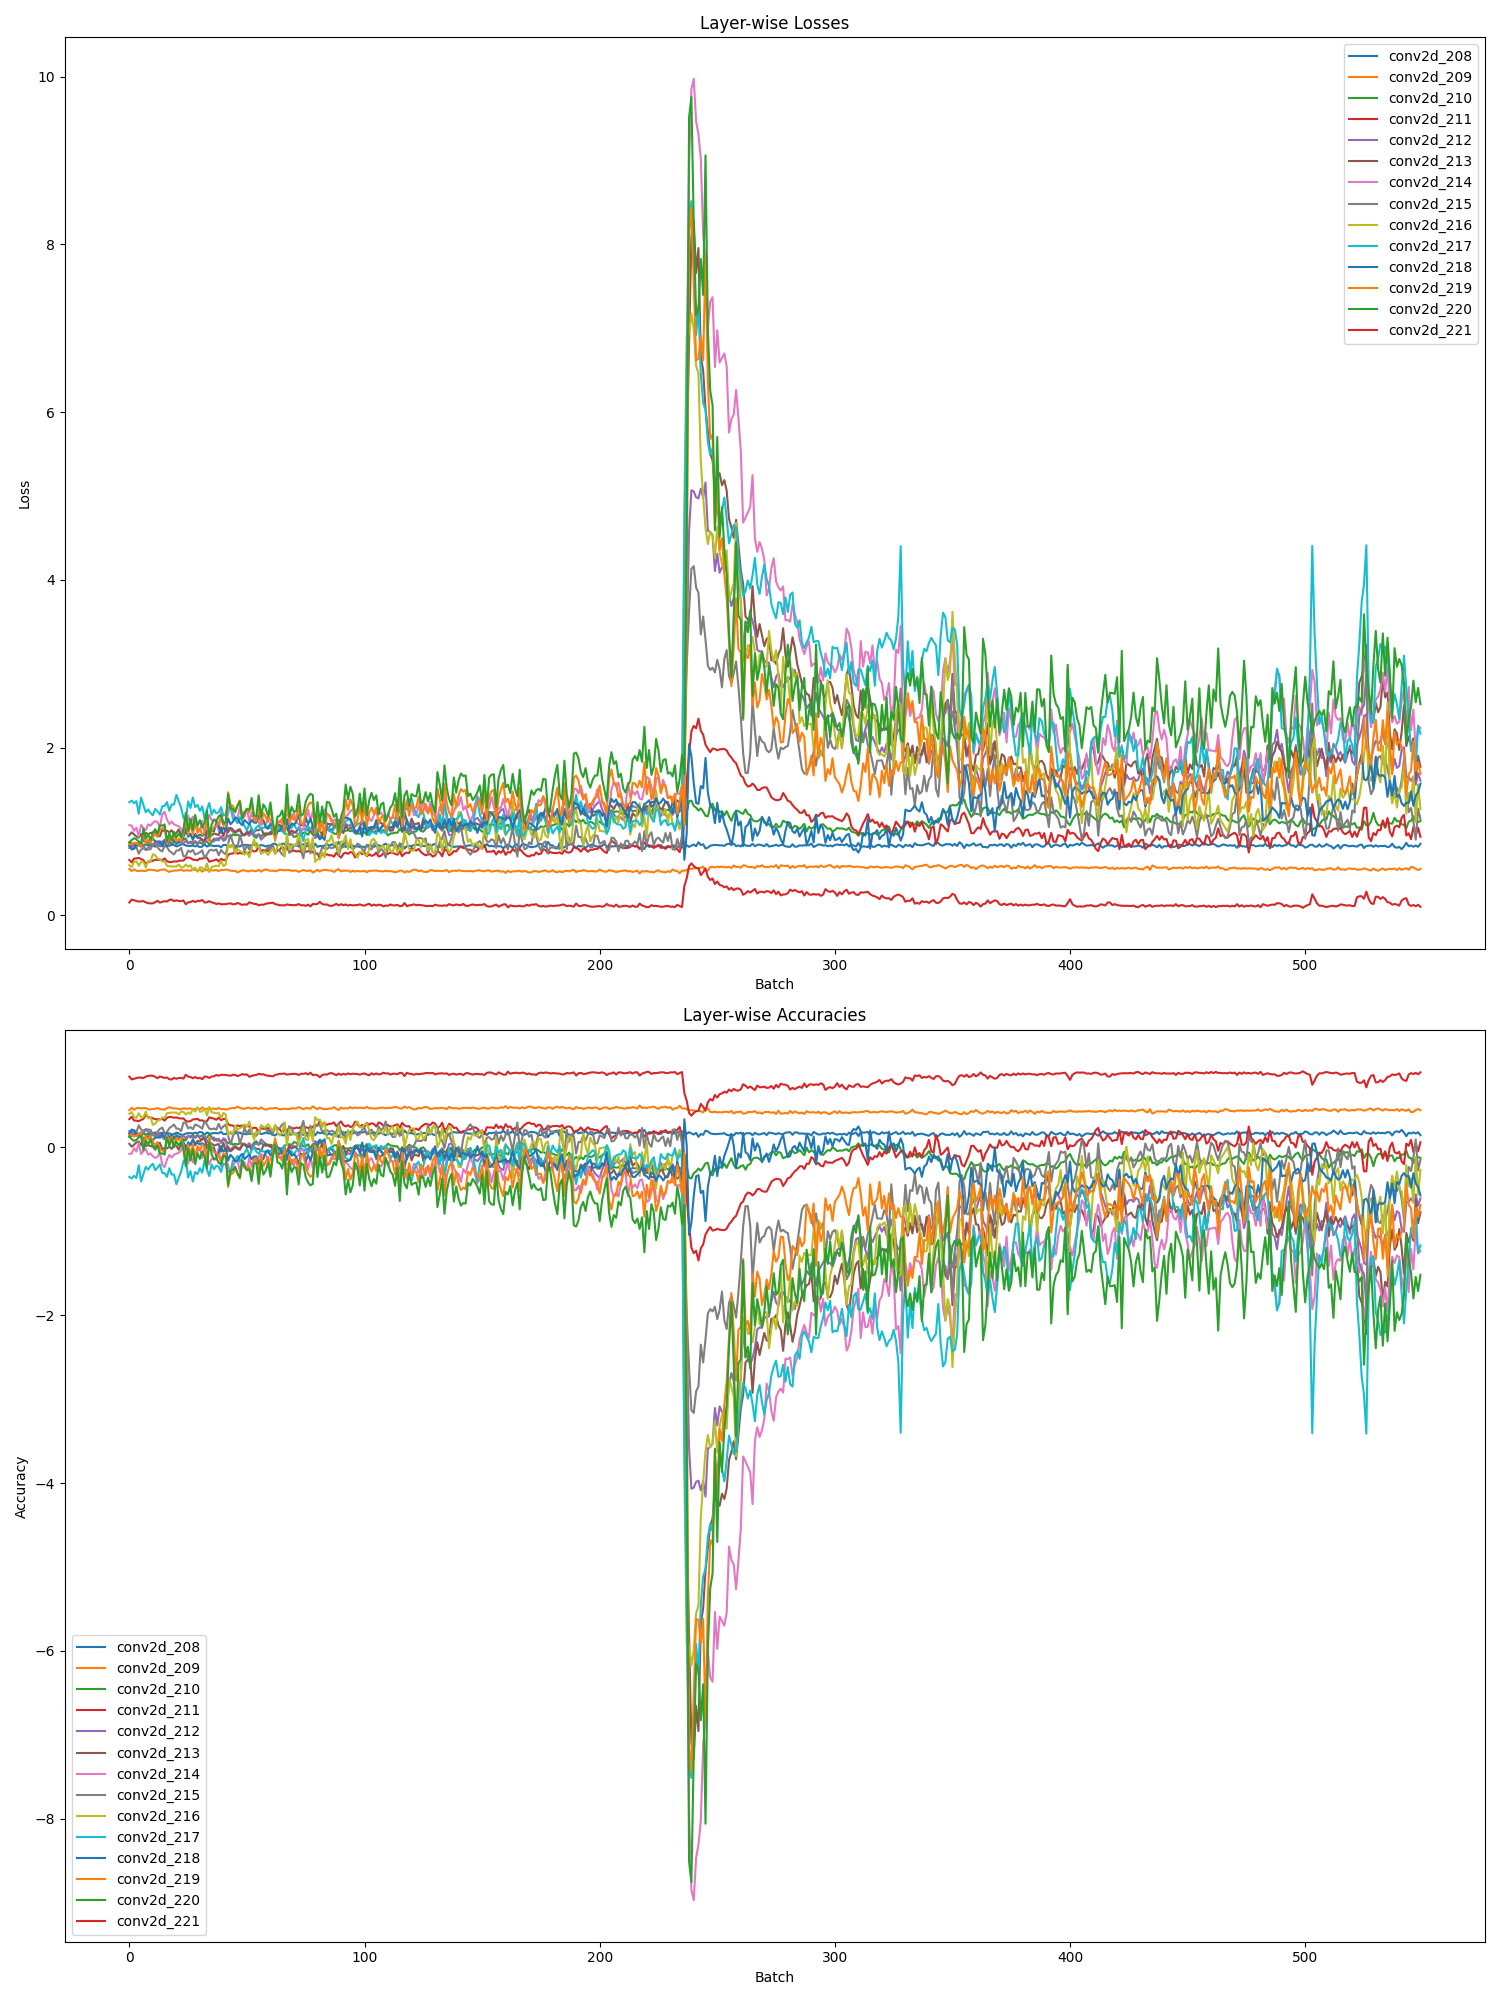 Layer-wise Losses
10
8
6
4
2
0
Loss
0 100 200 300 400 500
Batch
conv2d_208
conv2d_209
conv2d_210
conv2d_211
conv2d_212
conv2d_213
conv2d_214
conv2d_215
conv2d_216
conv2d_217
conv2d_218
conv2d_219
conv2d_220
conv2d_221
Layer-wise Accuracies
0
−2
−4
−6
−8
Accuracy
conv2d_208
conv2d_209
conv2d_210
conv2d_211
conv2d_212
conv2d_213
conv2d_214
conv2d_215
conv2d_216
conv2d_217
conv2d_218
conv2d_219
conv2d_220
conv2d_221
0 100 200 300 400 500
Batch